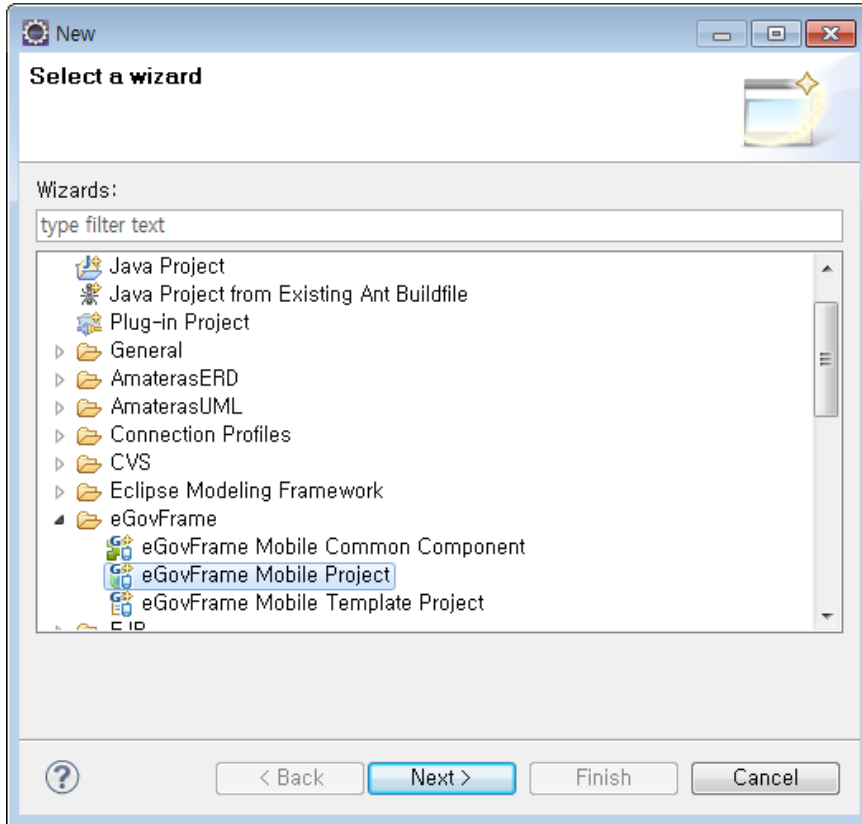 New
Select a wizard
Wizards:
type filter text
Java Project
Java Project from Existing Ant Buildfile
Plug-in Project
General
AmaterasERD
AmaterasUML
Connection Profiles
CVS
Eclipse Modeling Framework
eGovFrame
eGovFrame Mobile Common Component
eGovFrame Mobile Project
eGovFrame Mobile Template Project
EJB
< Back Next > Finish Cancel